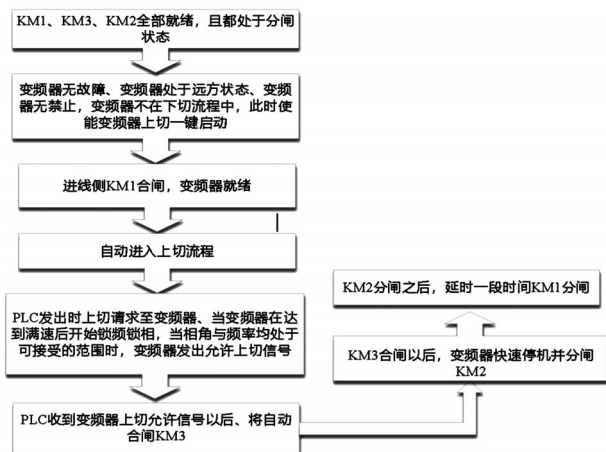 KM1、KM3、KM2全部就绪，且都处于分闸
状态
变频器无故障、变频器处于远方状态、变频
器无禁止，变频器不在下切流程中，此时使
能变频器上切一键启动
进线侧KM1合闸，变频器就绪
自动进入上切流程
PLC发出时上切请求至变频器、当变频器在达
到满速后开始锁频锁相，当相角与频率均处于
可接受的范围时，变频器发出允许上切信号
PLC收到变频器上切允许信号以后、将自动
合闸KM3
KM3合闸以后，变频器快速停机并分闸
KM2
KM2分闸之后，延时一段时间KM1分闸